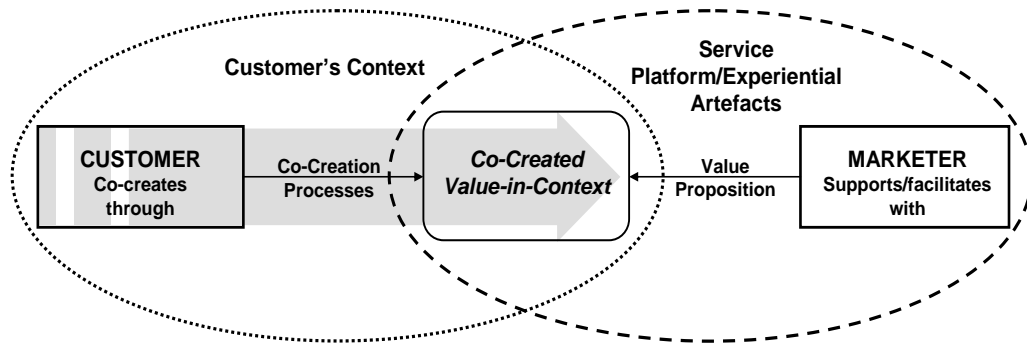 Customer's Context
Service
Platform/Experiential
Artefacts
CUSTOMER
Co-creates
through
Co-Creation
Processes
Co-Created
Value-in-Context
Value
Proposition
MARKETER
Supports/facilitates
with